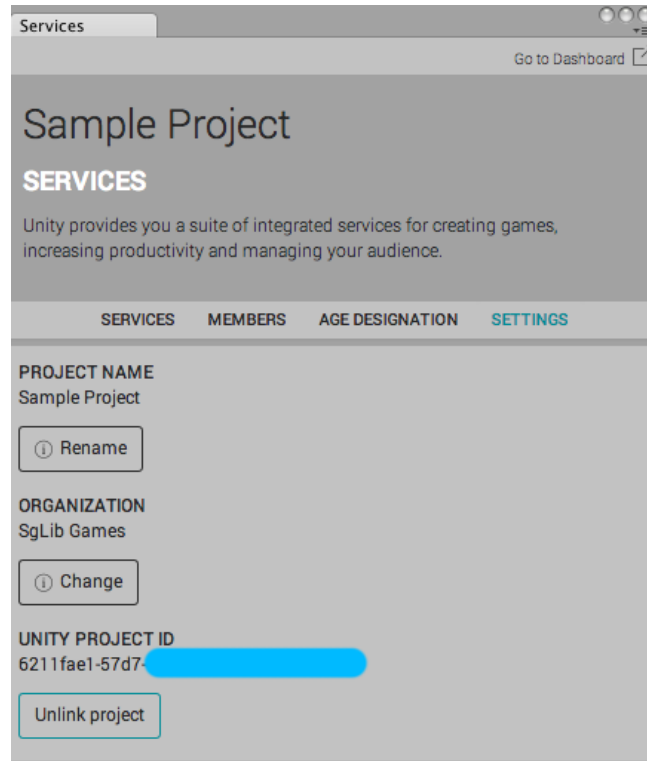 Services
Go to Dashboard
Sample Project
SERVICES
Unity provides you a suite of integrated services for creating games,
increasing productivity and managing your audience.
SERVICES MEMBERS AGE DESIGNATION SETTINGS
PROJECT NAME
Sample Project
Rename
ORGANIZATION
SgLib Games
Change
UNITY PROJECT ID
6211fae1-57d7-
Unlink project